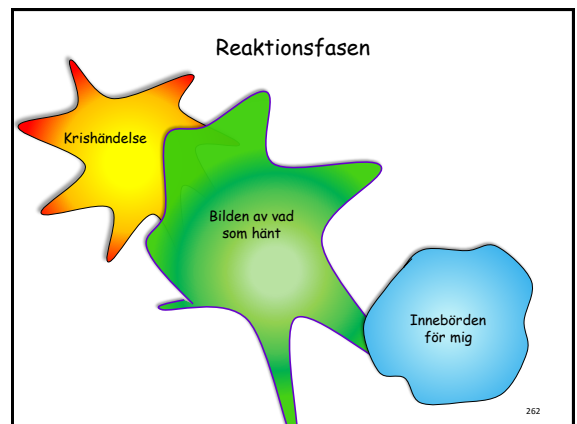 Reaktionsfasen
Krishändelse
Bilden av vad
som hänt
Innebörden
för mig
262